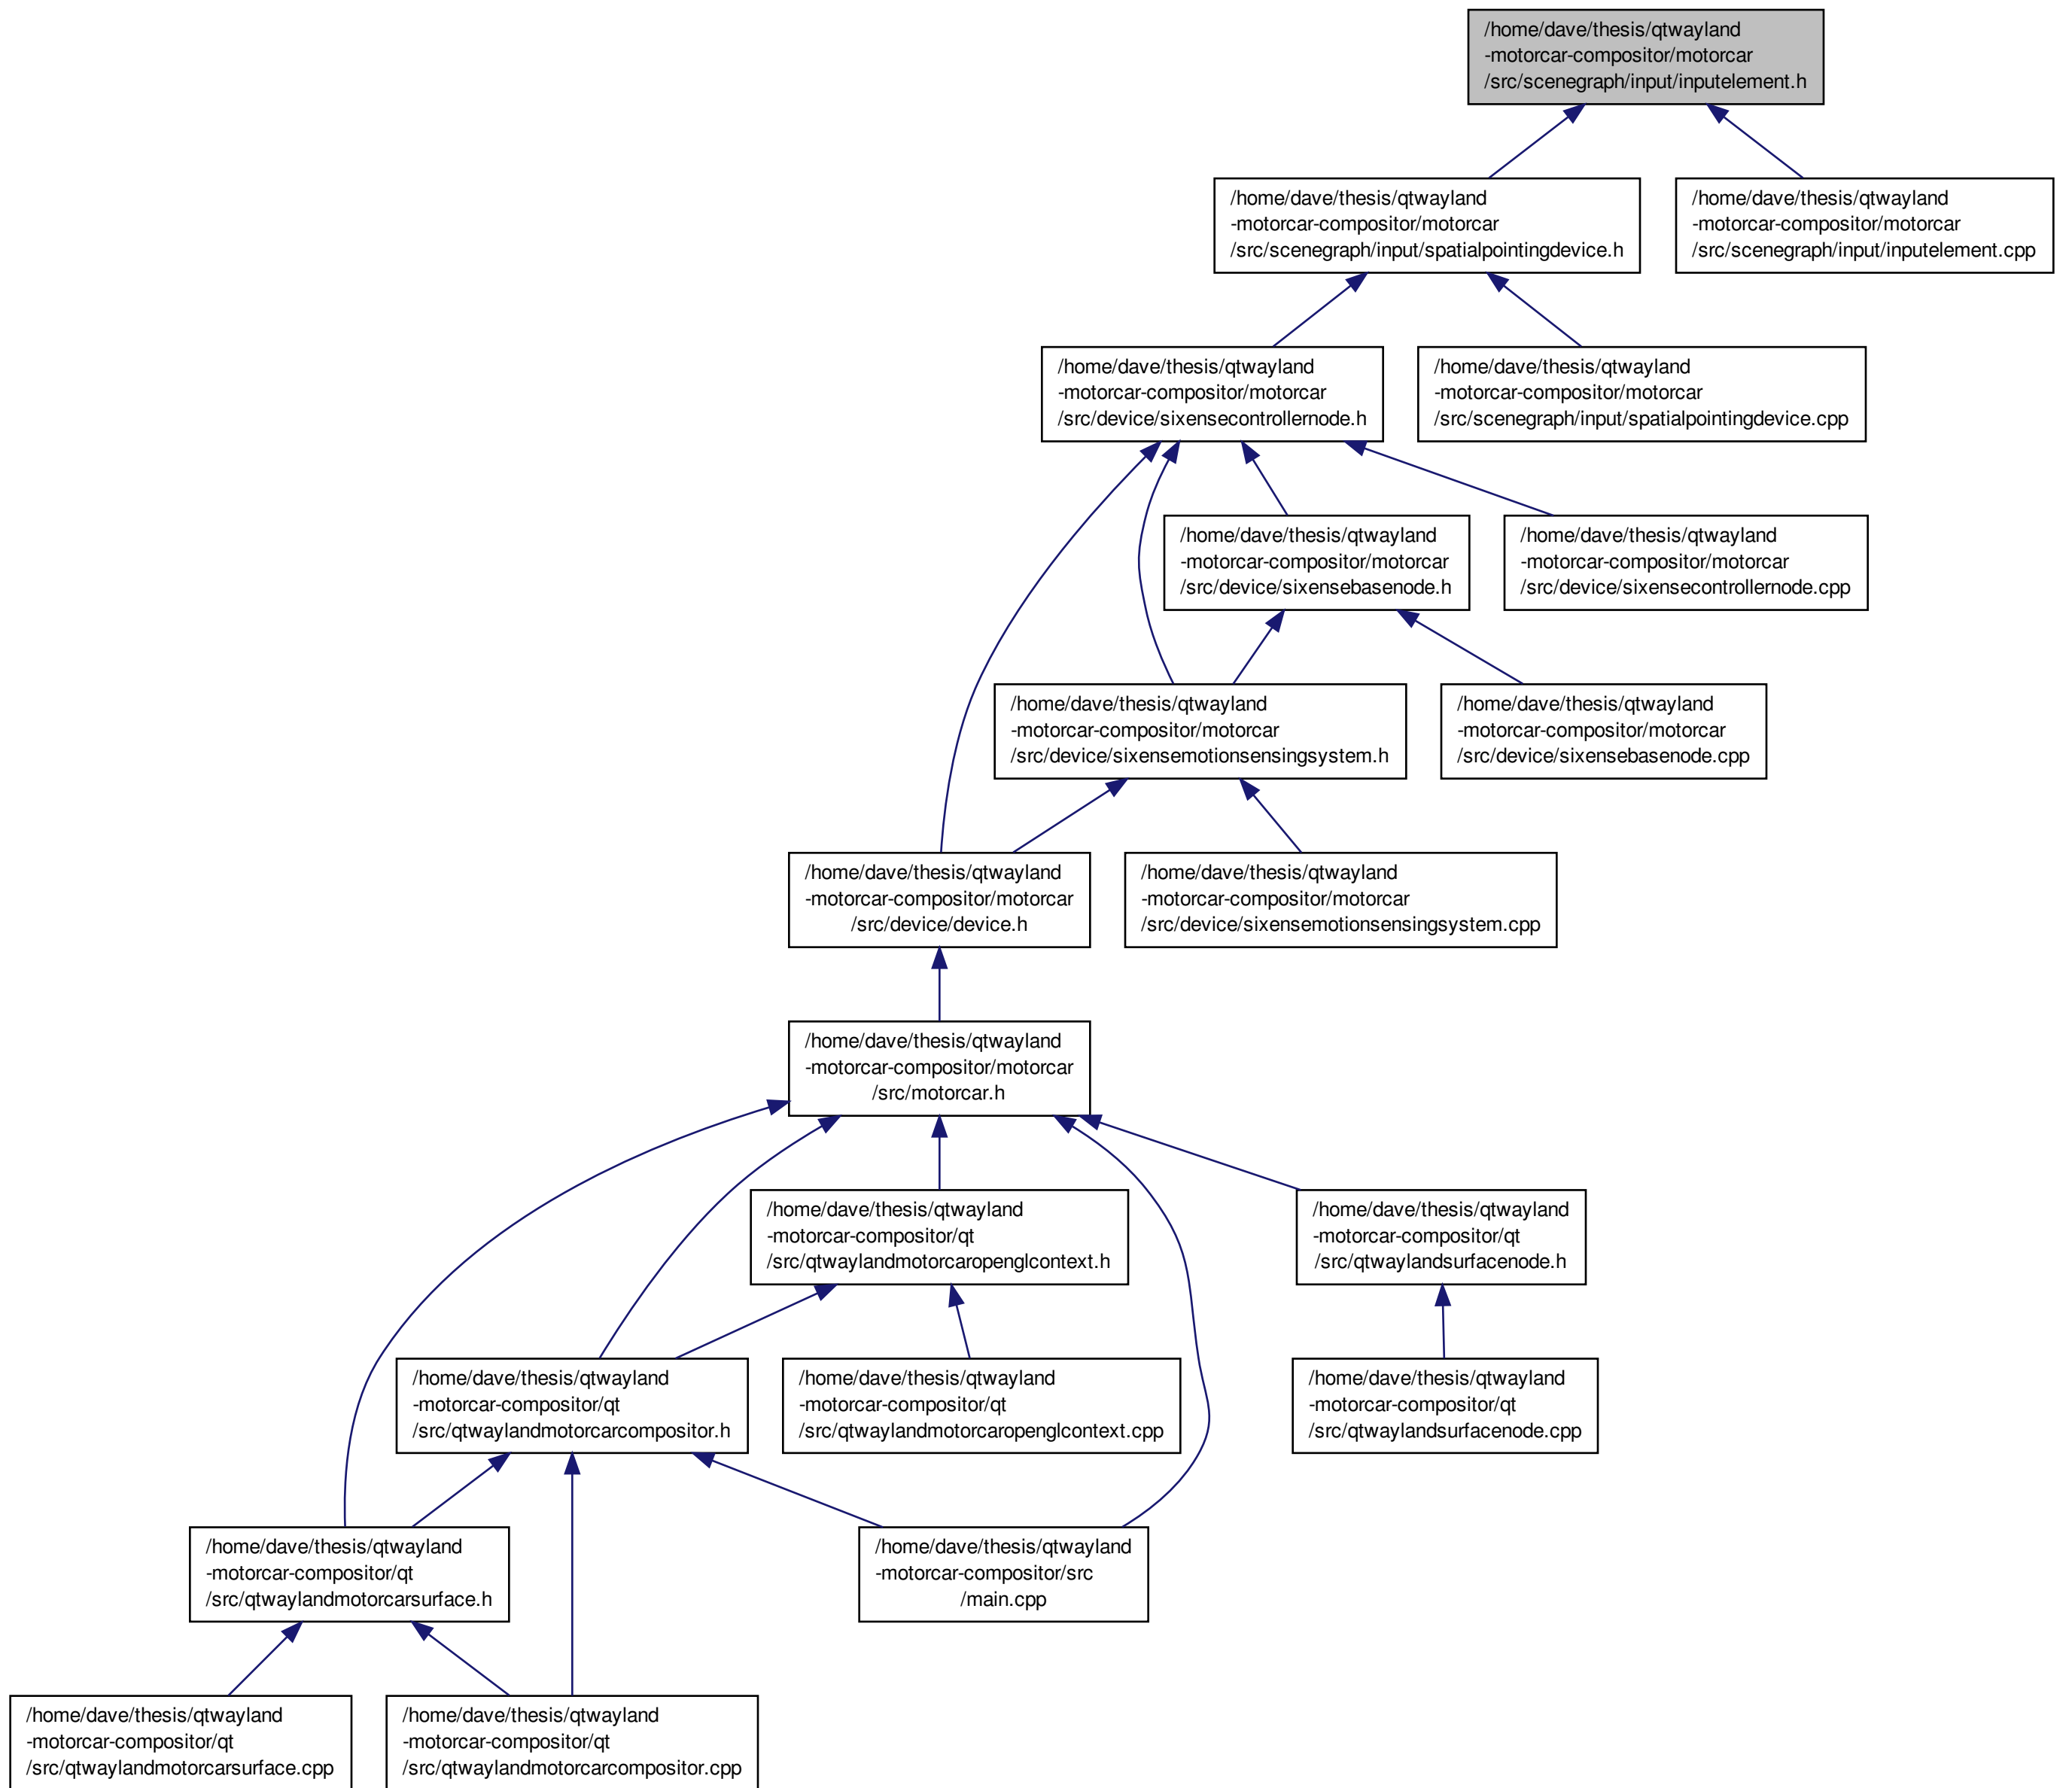 /home/dave/thesis/qtwayland
-motorcar-compositor/motorcar
/src/scenegraph/input/inputelement.h
/home/dave/thesis/qtwayland
-motorcar-compositor/motorcar
/src/scenegraph/input/spatialpointingdevice.h
/home/dave/thesis/qtwayland
-motorcar-compositor/motorcar
/src/scenegraph/input/inputelement.cpp
/home/dave/thesis/qtwayland
-motorcar-compositor/motorcar
/src/device/sixensecontrollernode.h
/home/dave/thesis/qtwayland
-motorcar-compositor/motorcar
/src/scenegraph/input/spatialpointingdevice.cpp
/home/dave/thesis/qtwayland
-motorcar-compositor/motorcar
/src/device/sixensebasenode.h
/home/dave/thesis/qtwayland
-motorcar-compositor/motorcar
/src/device/sixensecontrollernode.cpp
/home/dave/thesis/qtwayland
-motorcar-compositor/motorcar
/src/device/sixensemotionsensingsystem.h
/home/dave/thesis/qtwayland
-motorcar-compositor/motorcar
/src/device/sixensebasenode.cpp
/home/dave/thesis/qtwayland
-motorcar-compositor/motorcar
/src/device/device.h
/home/dave/thesis/qtwayland
-motorcar-compositor/motorcar
/src/device/sixensemotionsensingsystem.cpp
/home/dave/thesis/qtwayland
-motorcar-compositor/motorcar
/src/motorcar.h
/home/dave/thesis/qtwayland
-motorcar-compositor/qt
/src/qtwaylandmotorcaropenglcontext.h
/home/dave/thesis/qtwayland
-motorcar-compositor/qt
/src/qtwaylandsurfacenode.h
/home/dave/thesis/qtwayland
-motorcar-compositor/qt
/src/qtwaylandmotorcarcompositor.h
/home/dave/thesis/qtwayland
-motorcar-compositor/qt
/src/qtwaylandmotorcaropenglcontext.cpp
/home/dave/thesis/qtwayland
-motorcar-compositor/qt
/src/qtwaylandsurfacenode.cpp
/home/dave/thesis/qtwayland
-motorcar-compositor/qt
/src/qtwaylandmotorcarsurface.h
/home/dave/thesis/qtwayland
-motorcar-compositor/src
/main.cpp
/home/dave/thesis/qtwayland
-motorcar-compositor/qt
/src/qtwaylandmotorcarsurface.cpp
/home/dave/thesis/qtwayland
-motorcar-compositor/qt
/src/qtwaylandmotorcarcompositor.cpp